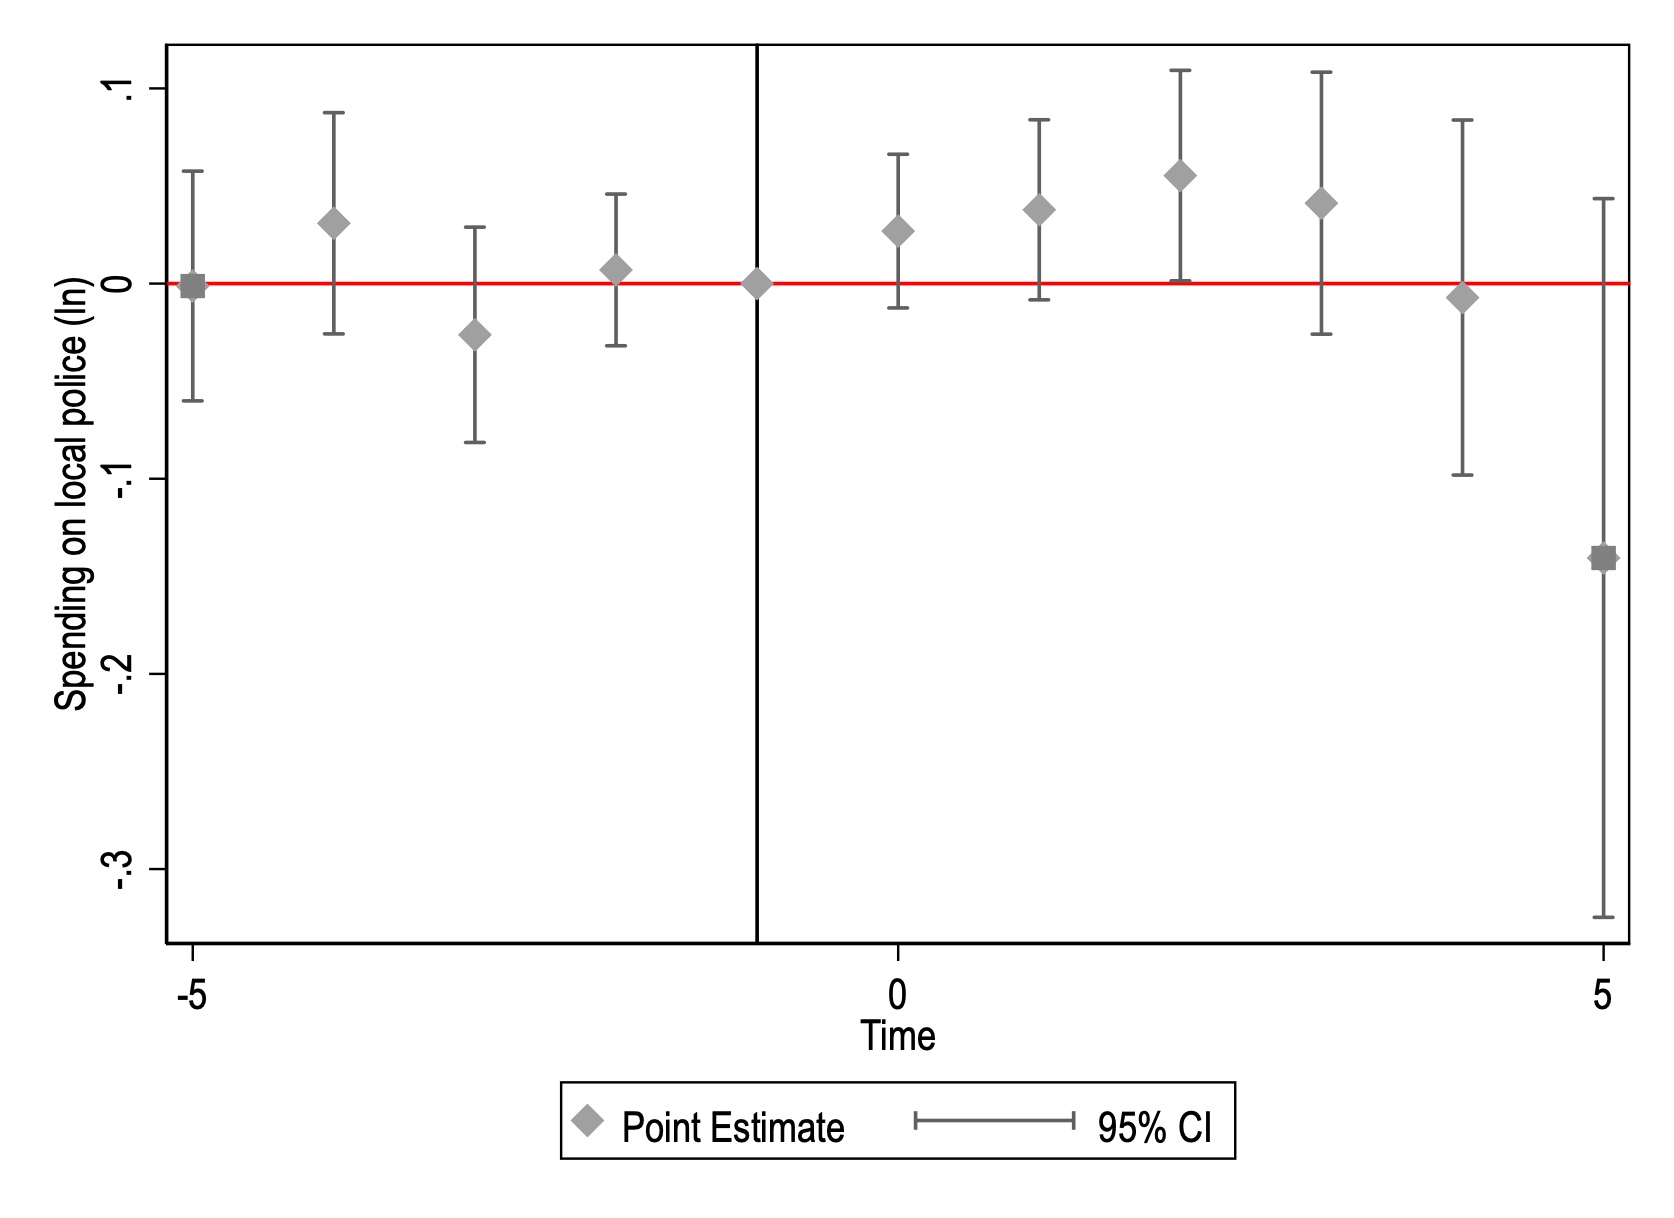 Spending on local police (ln)
.1
0
-.1
-.2
-.3
-5 0 5
Time
Point Estimate 95% CI